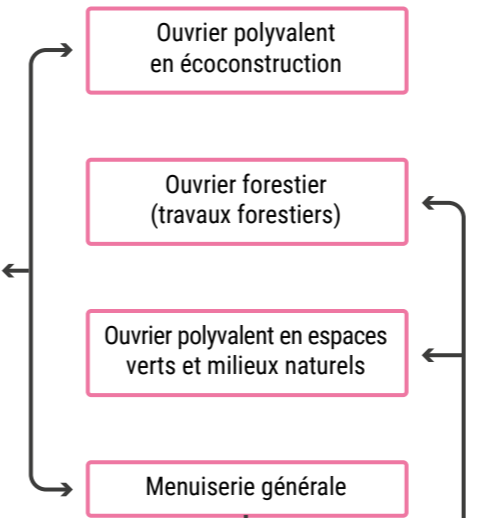 Ouvrier polyvalent
en écoconstruction
Ouvrier forestier
(travaux forestiers)
Ouvrier polyvalent en espaces
verts et milieux naturels
Menuiserie générale